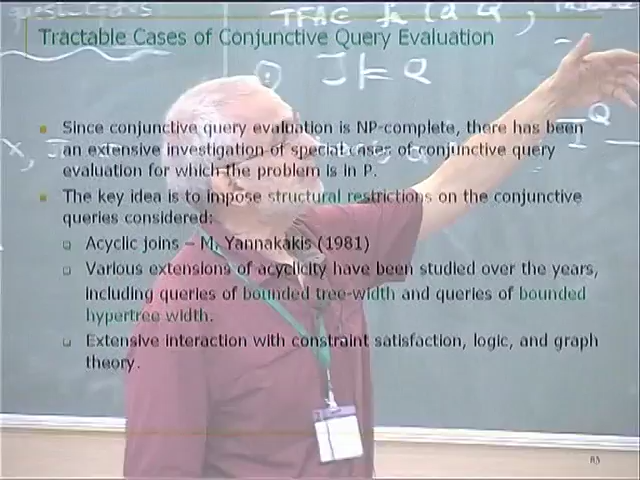 TFAE for CQ Q,
Tractable Cases of Conjunctive Query Evaluation
① J ⊨ Q
Since conjunctive query evaluation is NP-complete, there has been
an extensive investigation of special cases of conjunctive query
evaluation for which the problem is in P.
The key idea is to impose structural restrictions on the conjunctive
queries considered:
Acyclic joins – M. Yannakakis (1981)
Various extensions of acyclicity have been studied over the years,
including queries of bounded tree-width and queries of bounded
hypertree width.
Extensive interaction with constraint satisfaction, logic, and graph
theory.